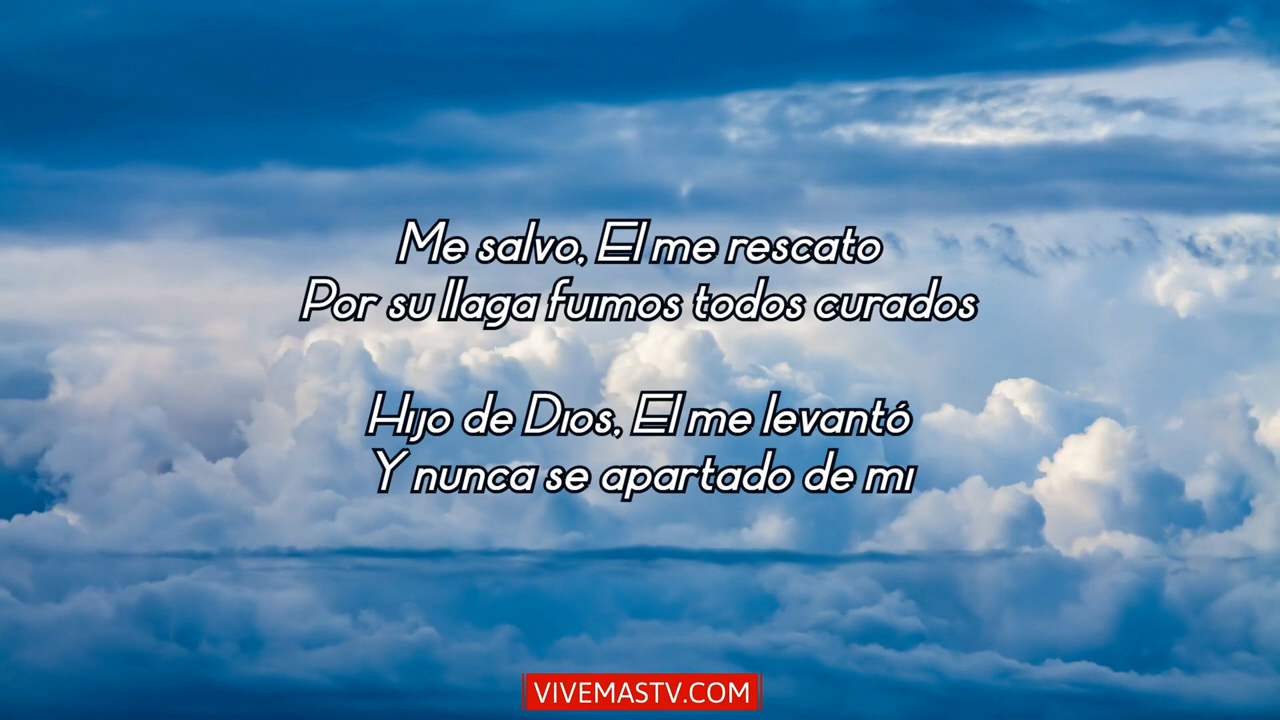 Me salvo, El me rescato
Por su llaga fuimos todos curados
Hijo de Dios, El me levantó
Y nunca se apartado de mi
VIVEMASTV.COM